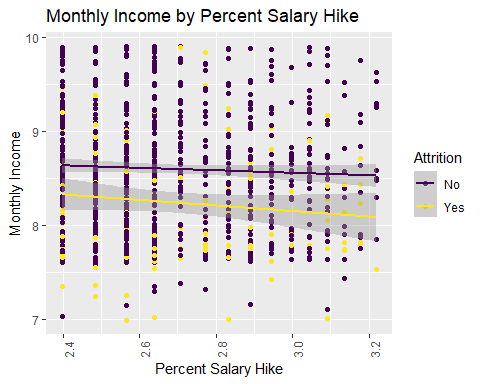 Monthly Income by Percent Salary Hike
10
9
8
7
Monthly Income
2.4
2.6
2.8
3.0
3.2
Percent Salary Hike
Attrition
No
Yes